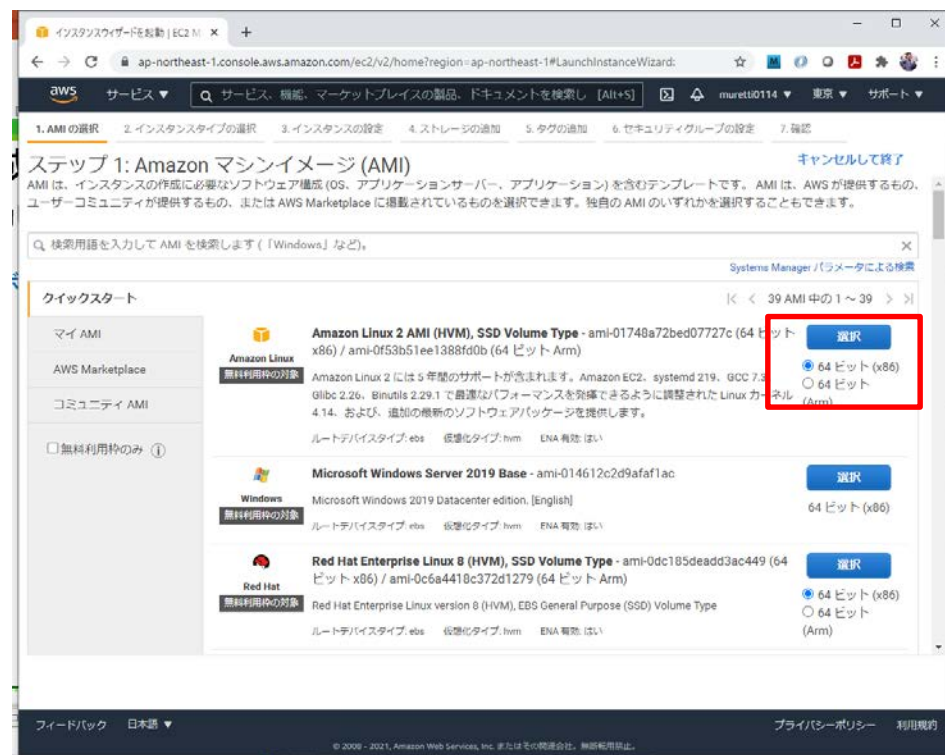 インスタンスウィザードを起動 | EC2 M
ap-northeast-1.console.aws.amazon.com/ec2/v2/home?region=ap-northeast-1#LaunchInstanceWizard:
aws サービス ▼ サービス、機能、マーケットプレイスの製品、ドキュメントを検索し [Alt+S] muretti0114 ▼ 東京 ▼ サポート ▼
1. AMI の選択 2. インスタンスタイプの選択 3. インスタンスの設定 4. ストレージの追加 5. タグの追加 6. セキュリティグループの設定 7. 確認
ステップ 1: Amazon マシンイメージ (AMI) キャンセルして終了
AMI は、インスタンスの作成に必要なソフトウェア構成 (OS、アプリケーションサーバー、アプリケーション) を含むテンプレートです。 AMI は、AWS が提供するもの、
ユーザーコミュニティが提供するもの、または AWS Marketplace に掲載されているものを選択できます。独自の AMI のいずれかを選択することもできます。
検索用語を入力して AMI を検索します (「Windows」など)。
Systems Manager パラメータによる検索
クイックスタート 39 AMI 中の 1 ~ 39
マイ AMI
AWS Marketplace
コミュニティ AMI
無料利用枠のみ
Amazon Linux
無料利用枠の対象
Amazon Linux 2 AMI (HVM), SSD Volume Type - ami-01748a72bed07727c (64 ビット
x86) / ami-0f53b51ee1388fd0b (64 ビット Arm)
Amazon Linux 2 には 5 年間のサポートが含まれます。Amazon EC2、systemd 219、GCC 7.3
Glibc 2.26、Binutils 2.29.1 で最適なパフォーマンスを発揮できるように調整された Linux カーネル
4.14、および、追加の最新のソフトウェアパッケージを提供します。
ルートデバイスタイプ: ebs 仮想化タイプ: hvm ENA 有効: はい
選択
64 ビット (x86)
64 ビット
(Arm)
Windows
無料利用枠の対象
Microsoft Windows Server 2019 Base - ami-014612c2d9afaf1ac
Microsoft Windows 2019 Datacenter edition. [English]
ルートデバイスタイプ: ebs 仮想化タイプ: hvm ENA 有効: はい
選択
64 ビット (x86)
Red Hat
無料利用枠の対象
Red Hat Enterprise Linux 8 (HVM), SSD Volume Type - ami-0dc185deadd3ac449 (64
ビット x86) / ami-0c6a4418c372d1279 (64 ビット Arm)
Red Hat Enterprise Linux version 8 (HVM), EBS General Purpose (SSD) Volume Type
ルートデバイスタイプ: ebs 仮想化タイプ: hvm ENA 有効: はい
選択
64 ビット (x86)
64 ビット
(Arm)
フィードバック 日本語 ▼ プライバシーポリシー 利用規約
© 2008 - 2021, Amazon Web Services, Inc. またはその関連会社。無断転用禁止。